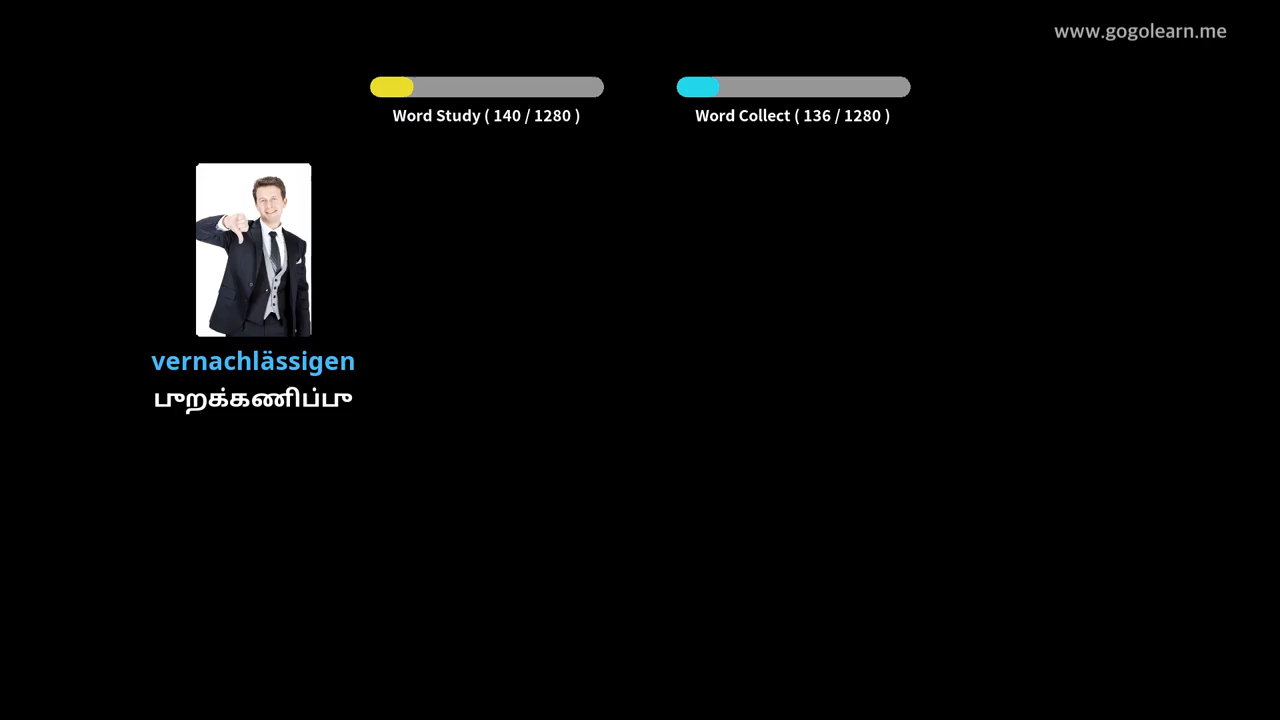 www.gogolearn.me
Word Study ( 140 / 1280 )
Word Collect ( 136 / 1280 )
vernachlässigen
புறக்கணிப்பு